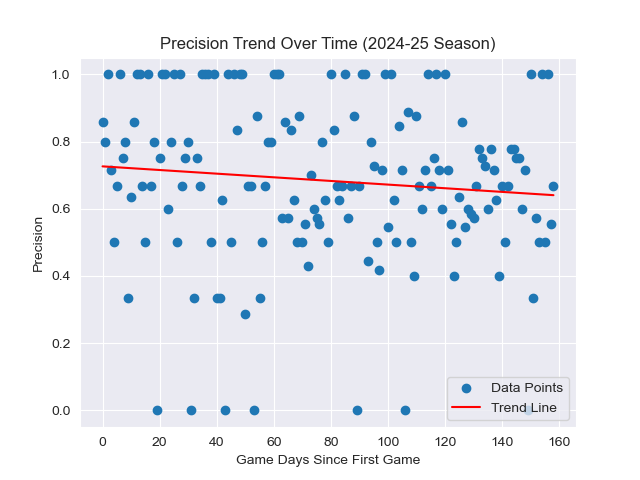 Precision Trend Over Time (2024-25 Season)
1.0
0.8
0.6
0.4
0.2
0.0
Precision
Data Points
Trend Line
0 20 40 60 80 100 120 140 160
Game Days Since First Game